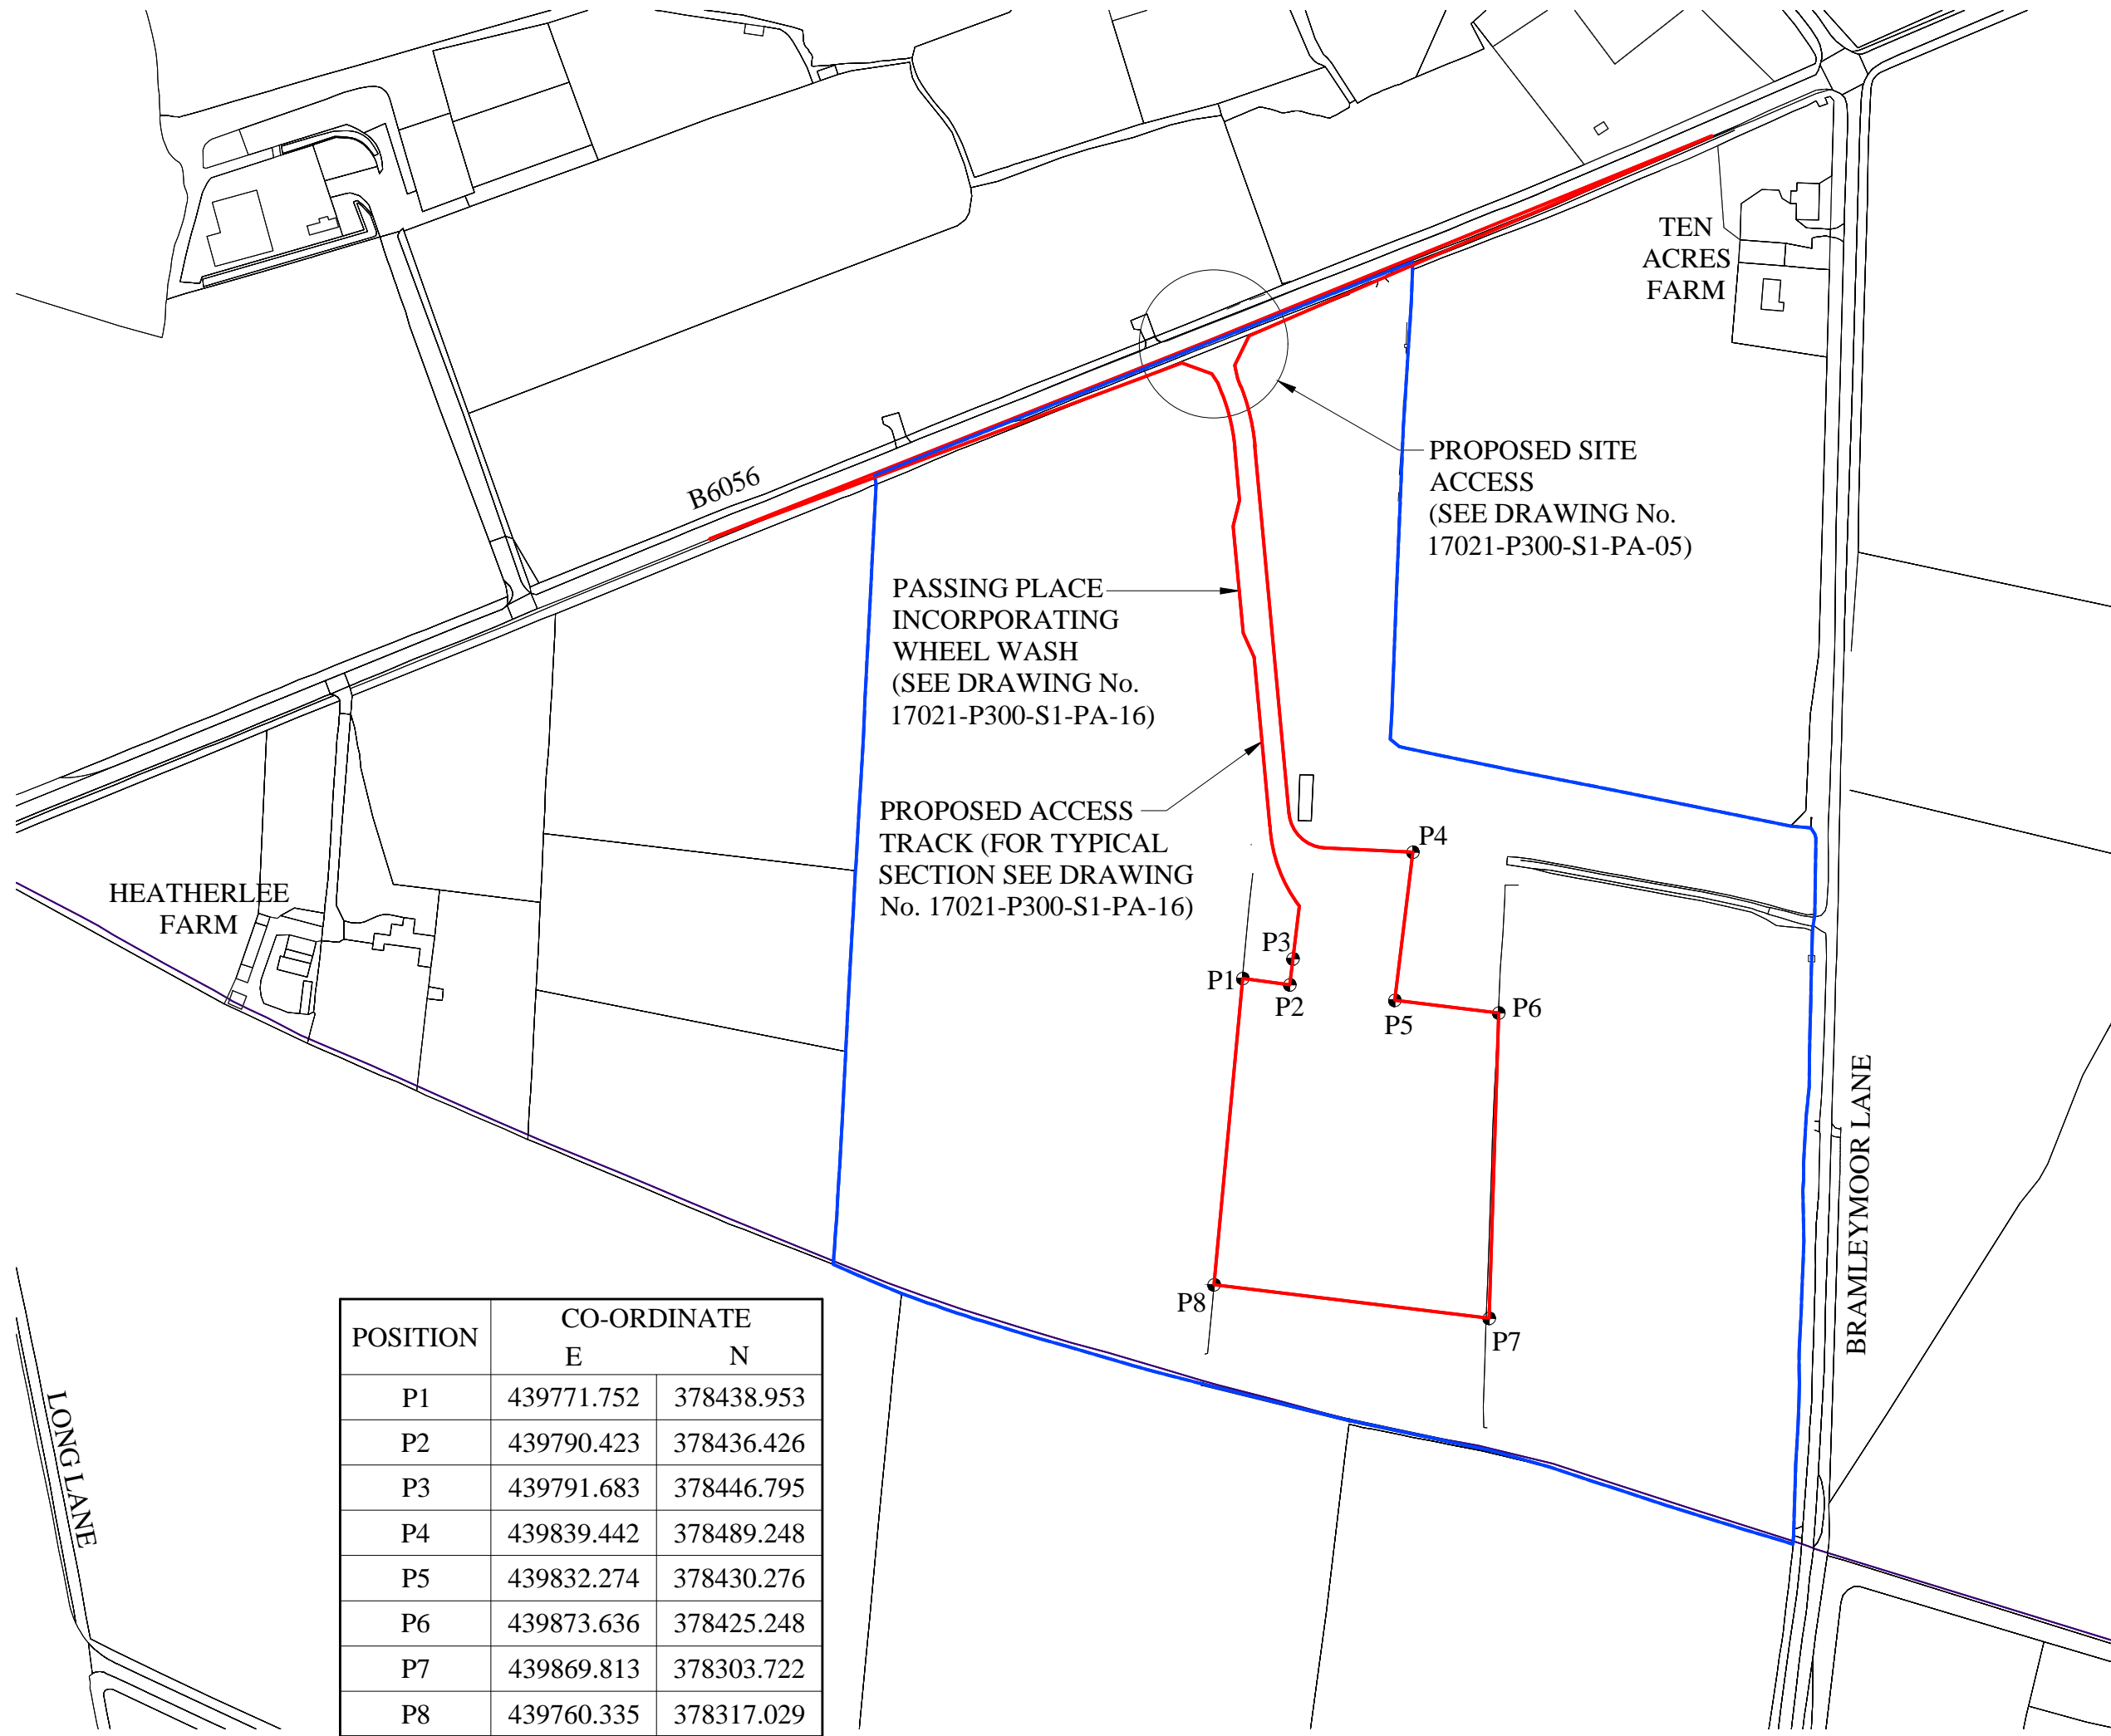 TEN
ACRES
FARM
B6056
PROPOSED SITE
ACCESS
(SEE DRAWING No.
17021-P300-S1-PA-05)
PASSING PLACE
INCORPORATING
WHEEL WASH
(SEE DRAWING No.
17021-P300-S1-PA-16)
PROPOSED ACCESS
TRACK (FOR TYPICAL
SECTION SEE DRAWING
No. 17021-P300-S1-PA-16)
HEATHERLEE
FARM
P4
P3
P1
P2
P5
P6
P8
P7
BRAMLEYMOOR LANE
LONG LANE
POSITION CO-ORDINATE
E N
P1 439771.752 378438.953
P2 439790.423 378436.426
P3 439791.683 378446.795
P4 439839.442 378489.248
P5 439832.274 378430.276
P6 439873.636 378425.248
P7 439869.813 378303.722
P8 439760.335 378317.029